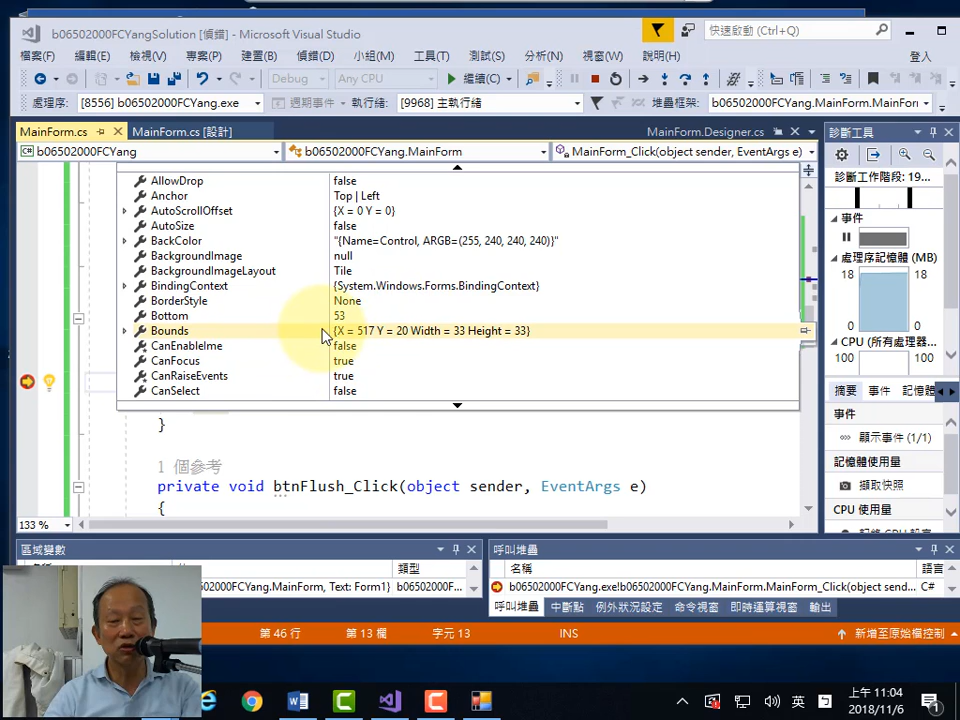 b06502000FCYangSolution [偵錯] - Microsoft Visual Studio
快速啟動 (Ctrl+Q)
檔案(F) 編輯(E) 檢視(V) 專案(P) 建置(B) 偵錯(D) 小組(M) 工具(T) 測試(S) 分析(N) 視窗(W) 說明(H) 登入
Debug Any CPU 繼續(C)
處理序: [8556] b06502000FCYang.exe 週期事件 執行緒: [9968] 主執行緒 堆疊框架: b06502000FCYang.MainForm.MainForm
MainForm.cs MainForm.cs [設計] MainForm.Designer.cs
C# b06502000FCYang b06502000FCYang.MainForm MainForm_Click(object sender, EventArgs e)
AllowDrop false
Anchor Top | Left
AutoScrollOffset {X = 0 Y = 0}
AutoSize false
BackColor "{Name=Control, ARGB=(255, 240, 240, 240)}"
BackgroundImage null
BackgroundImageLayout Tile
BindingContext {System.Windows.Forms.BindingContext}
BorderStyle None
Bottom 53
Bounds {X = 517 Y = 20 Width = 33 Height = 33}
CanEnableIme false
CanFocus true
CanRaiseEvents true
CanSelect false
}
1 個參考
private void btnFlush_Click(object sender, EventArgs e)
{
133 %
診斷工具
診斷工作階段: 19...
事件
處理序記憶體 (MB)
18 18
0 0
CPU (所有處理器...
100 100
摘要 事件 記憶體
事件
顯示事件 (1/1)
記憶體使用量
擷取快照
CPU 使用量
區域變數
類型
b06502000FCYang.MainForm, Text: Form1} b06502000F...
呼叫堆疊
名稱 語言
b06502000FCYang.exe!b06502000FCYang.MainForm.MainForm_Click(object send... C#
呼叫堆疊 中斷點 例外狀況設定 命令視窗 即時運算視窗 輸出
第 46 行 第 13 欄 字元 13 INS 新增至原始檔控制
英
上午 11:04
2018/11/6
1